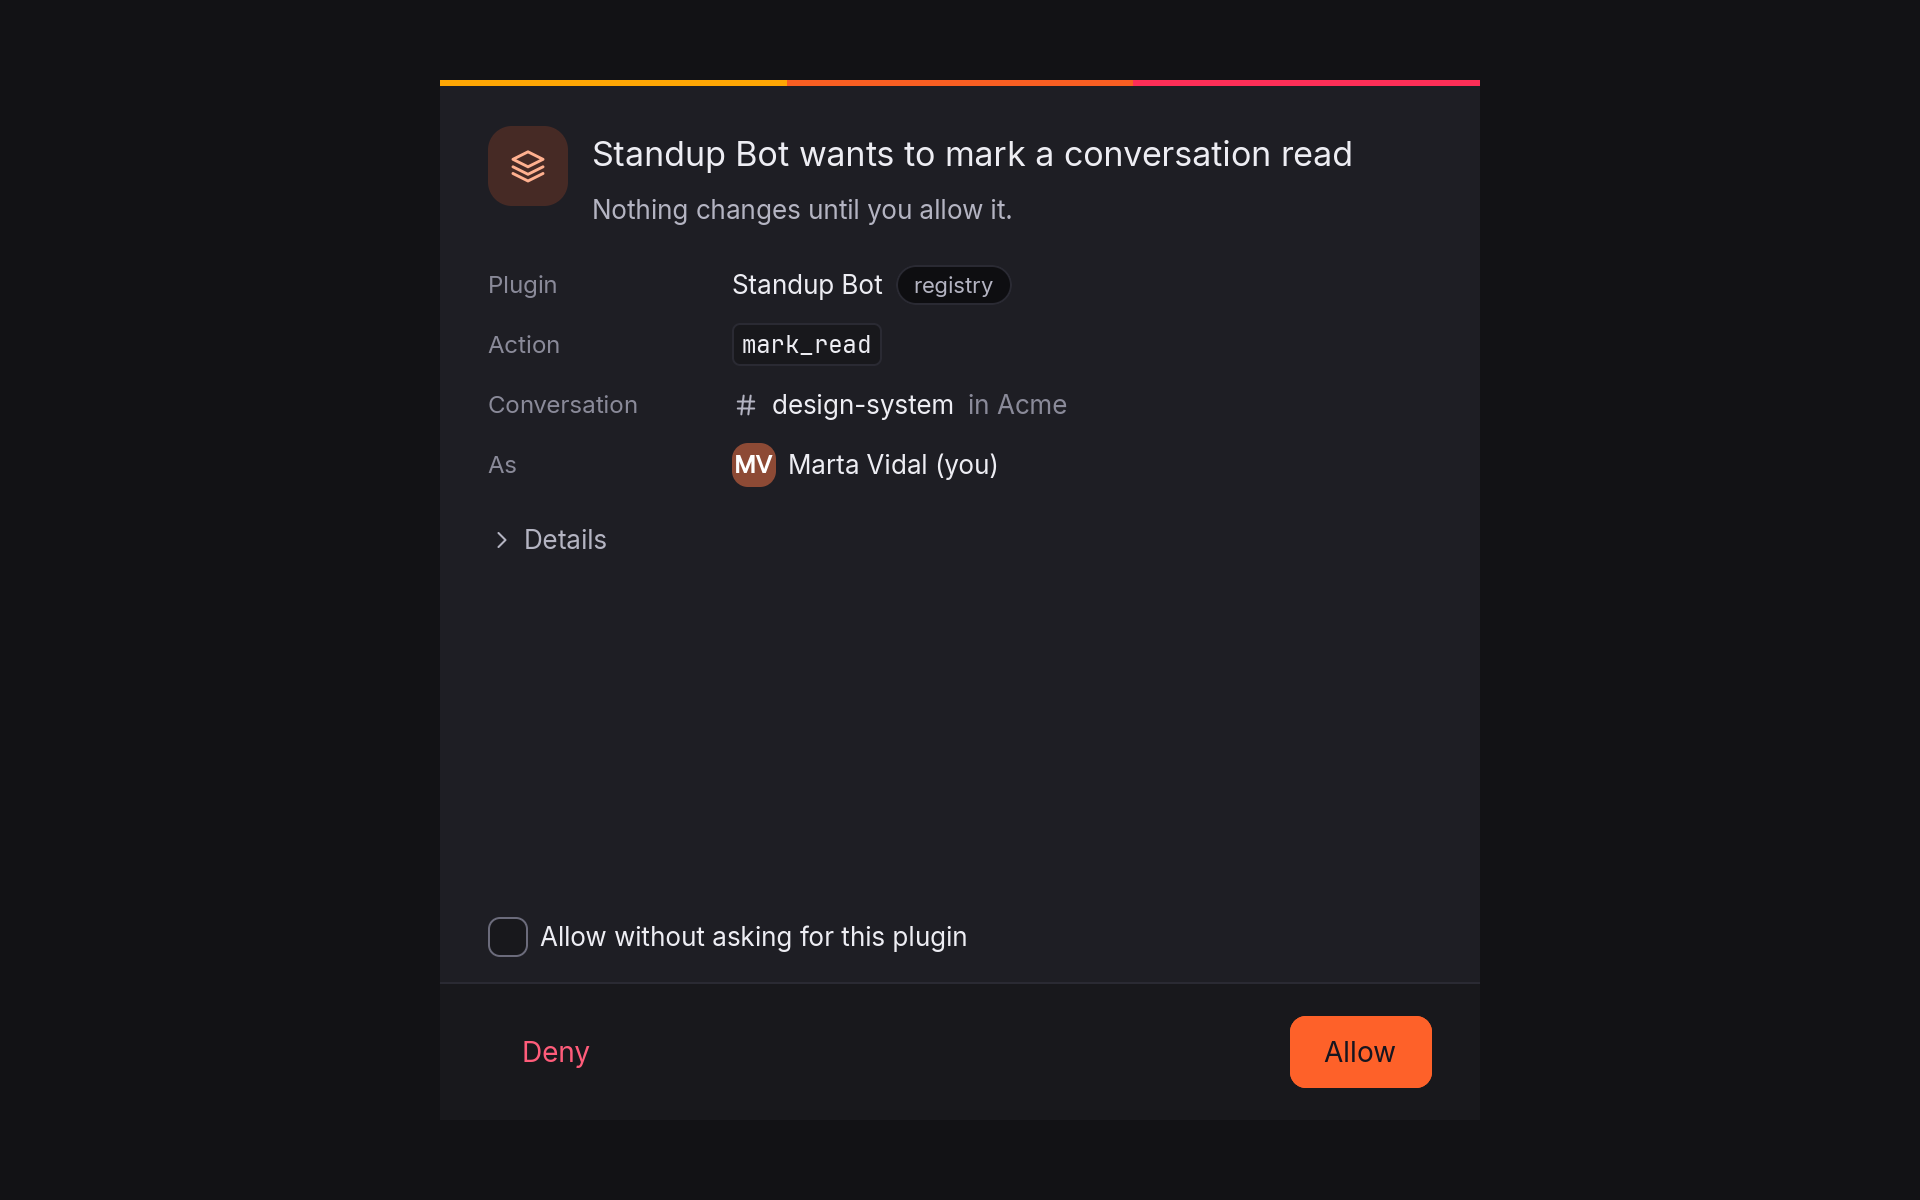 Standup Bot wants to mark a conversation read
Nothing changes until you allow it.
Plugin Standup Bot registry
Action mark_read
Conversation # design-system in Acme
As MV Marta Vidal (you)
Details
Allow without asking for this plugin
Deny Allow